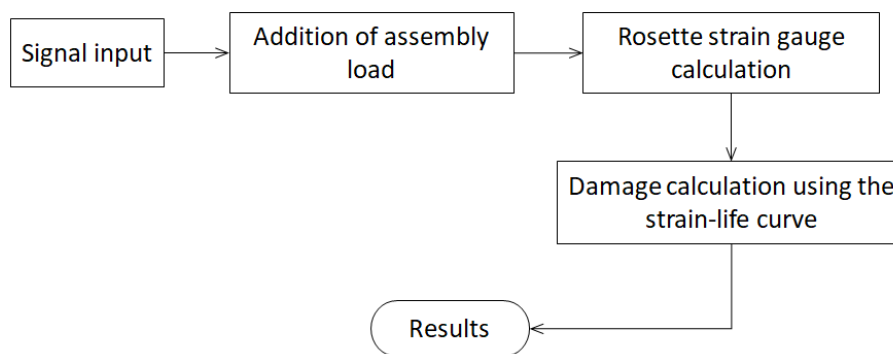 Signal input
Addition of assembly
load
Rosette strain gauge
calculation
Damage calculation using the
strain-life curve
Results